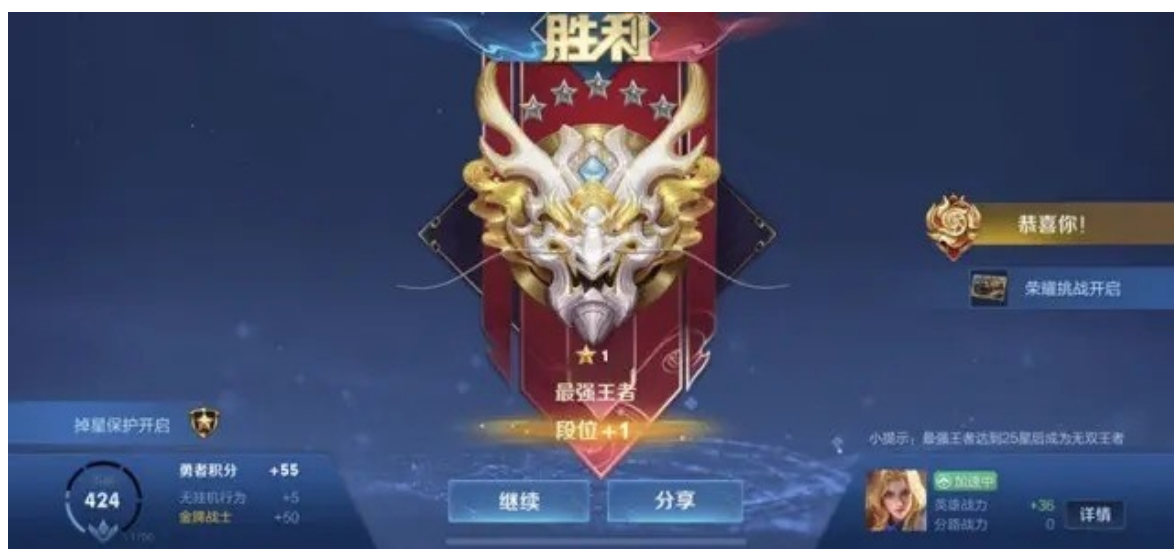 胜利
恭喜你！
荣耀挑战开启
1
最强王者
段位+1
掉星保护开启
小提示：最强王者达到25星后成为无双王者
勇者积分 +55
无挂机行为 +5
金牌战士 +50
424
继续
分享
加速中
英雄战力 +36
分路战力 0
详情